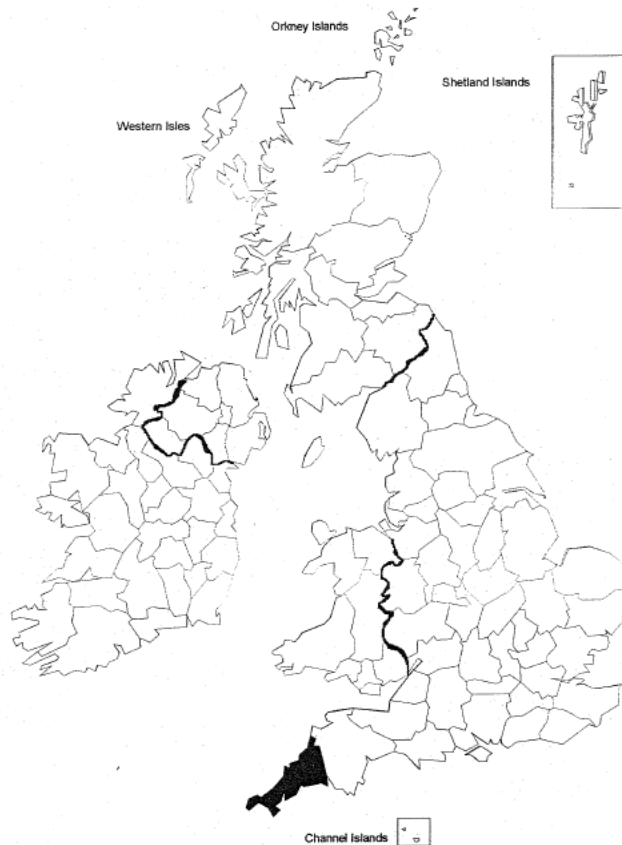 Orkney Islands
Shetland Islands
Western Isles
Channel Islands